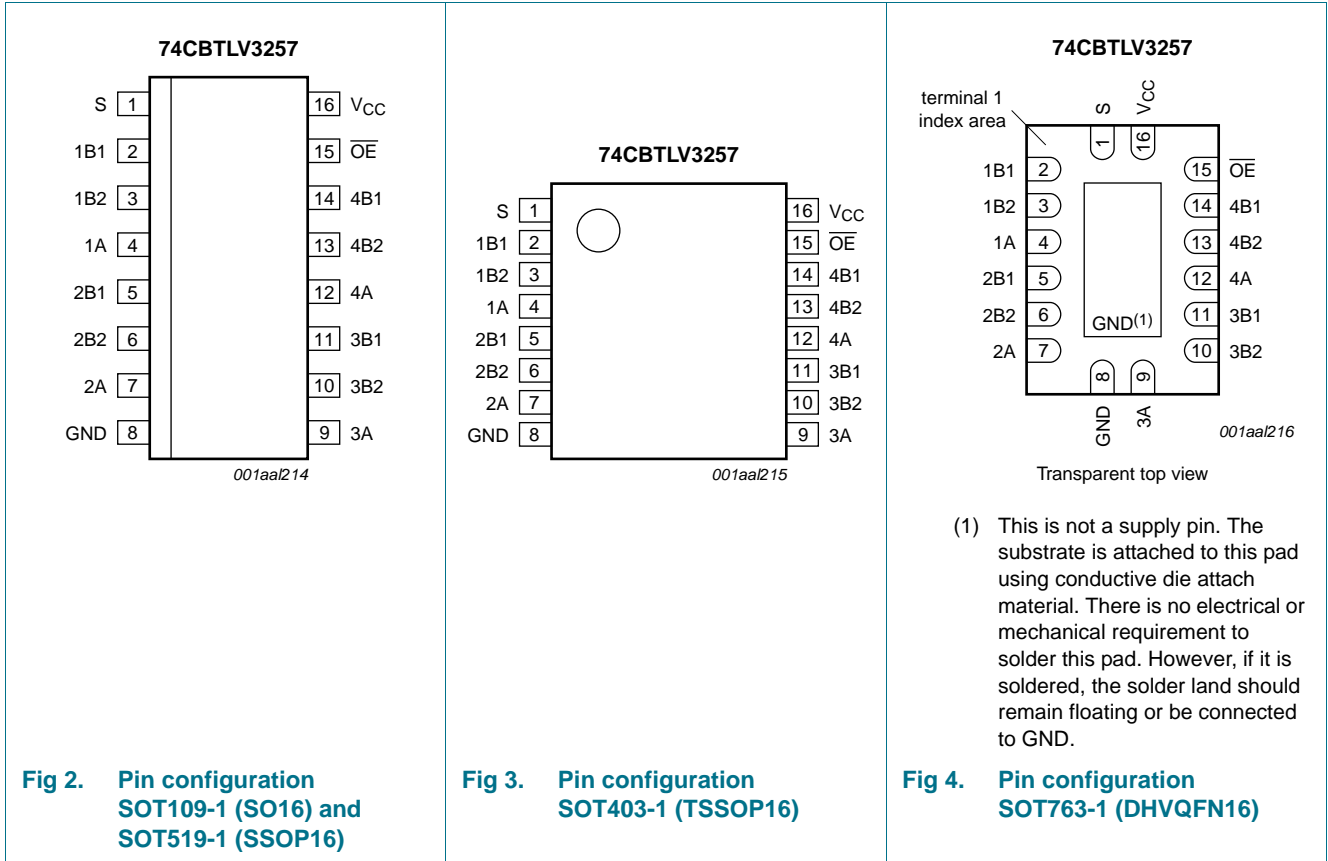 74CBTLV3257
S 1 16 VCC
1B1 2 15 OE
1B2 3 14 4B1
1A 4 13 4B2
2B1 5 12 4A
2B2 6 11 3B1
2A 7 10 3B2
GND 8 9 3A
001aal214
Fig 2. Pin configuration
SOT109-1 (SO16) and
SOT519-1 (SSOP16)
74CBTLV3257
S 1 16 VCC
1B1 2 15 OE
1B2 3 14 4B1
1A 4 13 4B2
2B1 5 12 4A
2B2 6 11 3B1
2A 7 10 3B2
GND 8 9 3A
001aal215
Fig 3. Pin configuration
SOT403-1 (TSSOP16)
74CBTLV3257
terminal 1
index area
S VCC
1 16
1B1 2 15 OE
1B2 3 14 4B1
1A 4 13 4B2
2B1 5 12 4A
2B2 6 11 3B1
GND(1)
2A 7 10 3B2
8 9
GND 3A
001aal216
Transparent top view
(1) This is not a supply pin. The
substrate is attached to this pad
using conductive die attach
material. There is no electrical or
mechanical requirement to
solder this pad. However, if it is
soldered, the solder land should
remain floating or be connected
to GND.
Fig 4. Pin configuration
SOT763-1 (DHVQFN16)